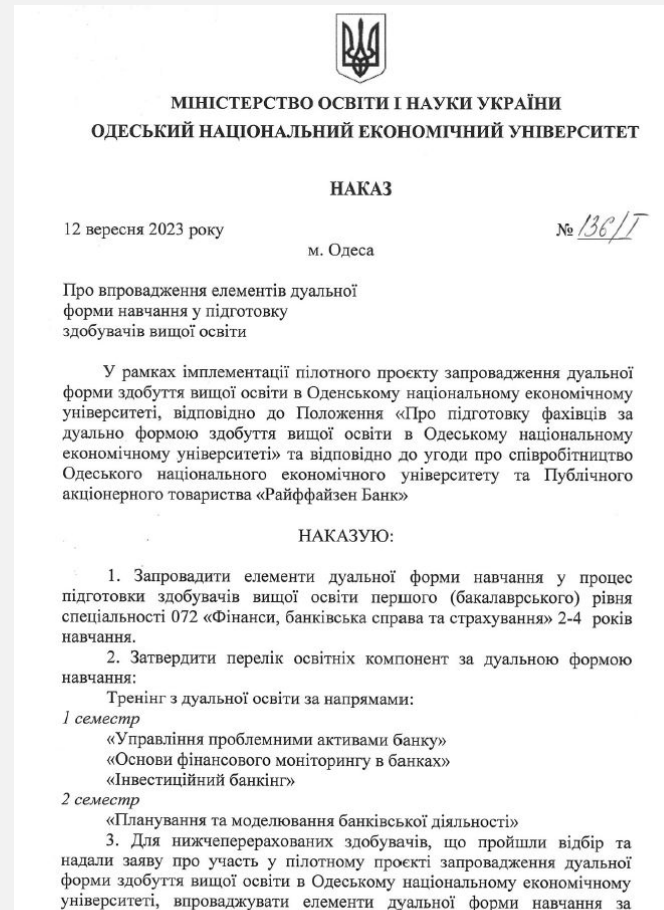 МІНІСТЕРСТВО ОСВІТИ І НАУКИ УКРАЇНИ
ОДЕСЬКИЙ НАЦІОНАЛЬНИЙ ЕКОНОМІЧНИЙ УНІВЕРСИТЕТ
НАКАЗ
12 вересня 2023 року
№ 136/І
м. Одеса
Про впровадження елементів дуальної
форми навчання у підготовку
здобувачів вищої освіти
У рамках імплементації пілотного проєкту запровадження дуальної
форми здобуття вищої освіти в Оденському національному економічному
університеті, відповідно до Положення «Про підготовку фахівців за
дуально формою здобуття вищої освіти в Одеському національному
економічному університеті» та відповідно до угоди про співробітництво
Одеського національного економічного університету та Публічного
акціонерного товариства «Райффайзен Банк»
НАКАЗУЮ:
1. Запровадити елементи дуальної форми навчання у процес
підготовки здобувачів вищої освіти першого (бакалаврського) рівня
спеціальності 072 «Фінанси, банківська справа та страхування» 2-4 років
навчання.
2. Затвердити перелік освітніх компонент за дуальною формою
навчання:
Тренінг з дуальної освіти за напрямами:
1 семестр
«Управління проблемними активами банку»
«Основи фінансового моніторингу в банках»
«Інвестиційний банкінг»
2 семестр
«Планування та моделювання банківської діяльності»
3. Для нижчеперерахованих здобувачів, що пройшли відбір та
надали заяву про участь у пілотному проєкті запровадження дуальної
форми здобуття вищої освіти в Одеському національному економічному
університеті, впроваджувати елементи дуальної форми навчання за